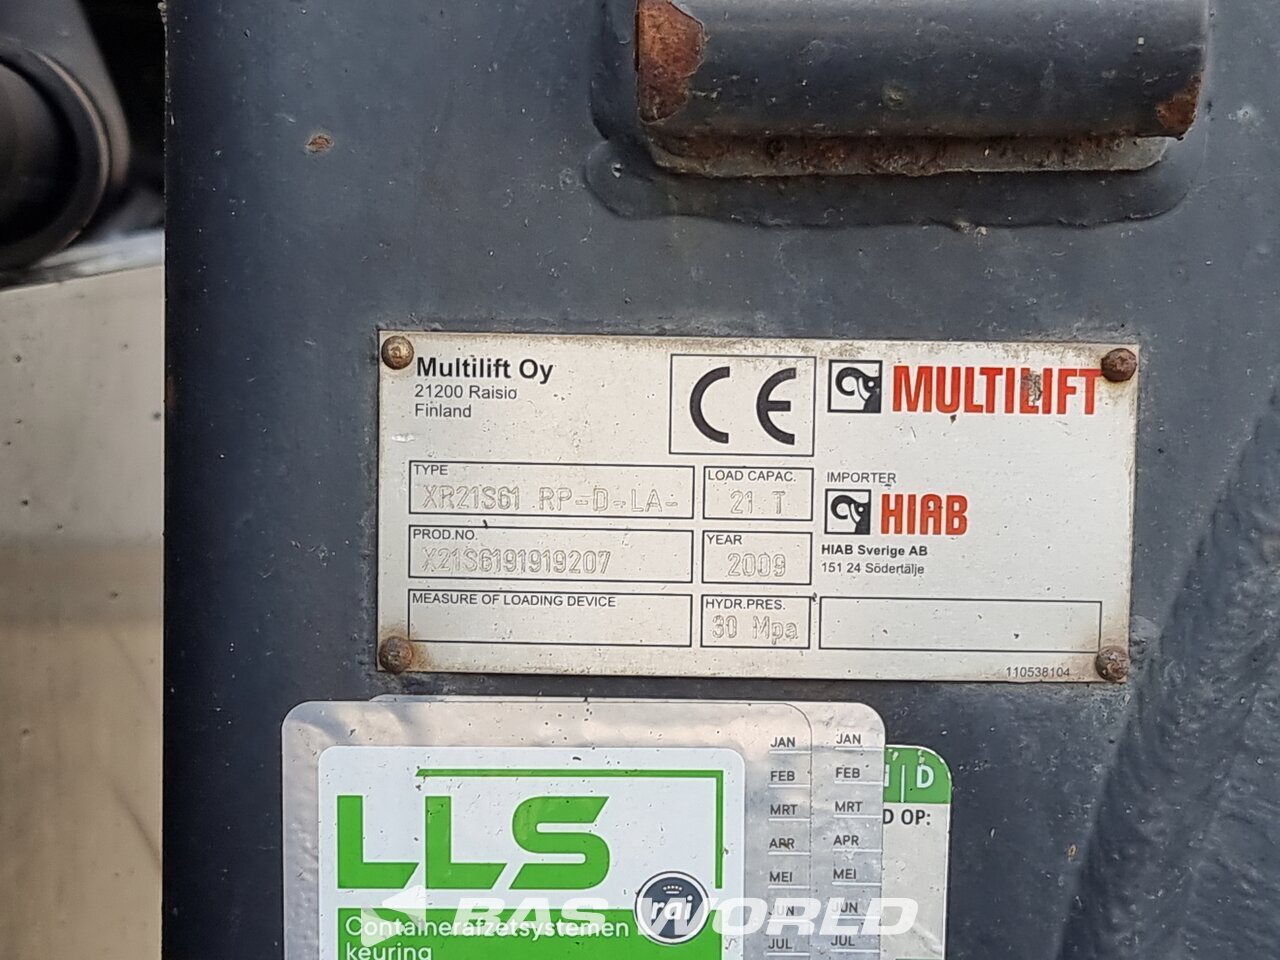 Multilift Oy
21200 Raisio
Finland
CE
MULTILIFT
TYPE
XR21S61 RP-D-LA-
LOAD CAPAC.
21 T
IMPORTER
HIAB
HIAB Sverige AB
151 24 Södertälje
PROD.NO.
X21S6191919207
YEAR
2009
MEASURE OF LOADING DEVICE
HYDR.PRES.
30 Mpa
110538104
LLS
rai
Containerafzetsystemen
keuring
JAN
FEB
MRT
APR
MEI
JUN
JUL
JAN
FEB
MRT
APR
MEI
JUN
JUL
D
D OP:
BAS WORLD